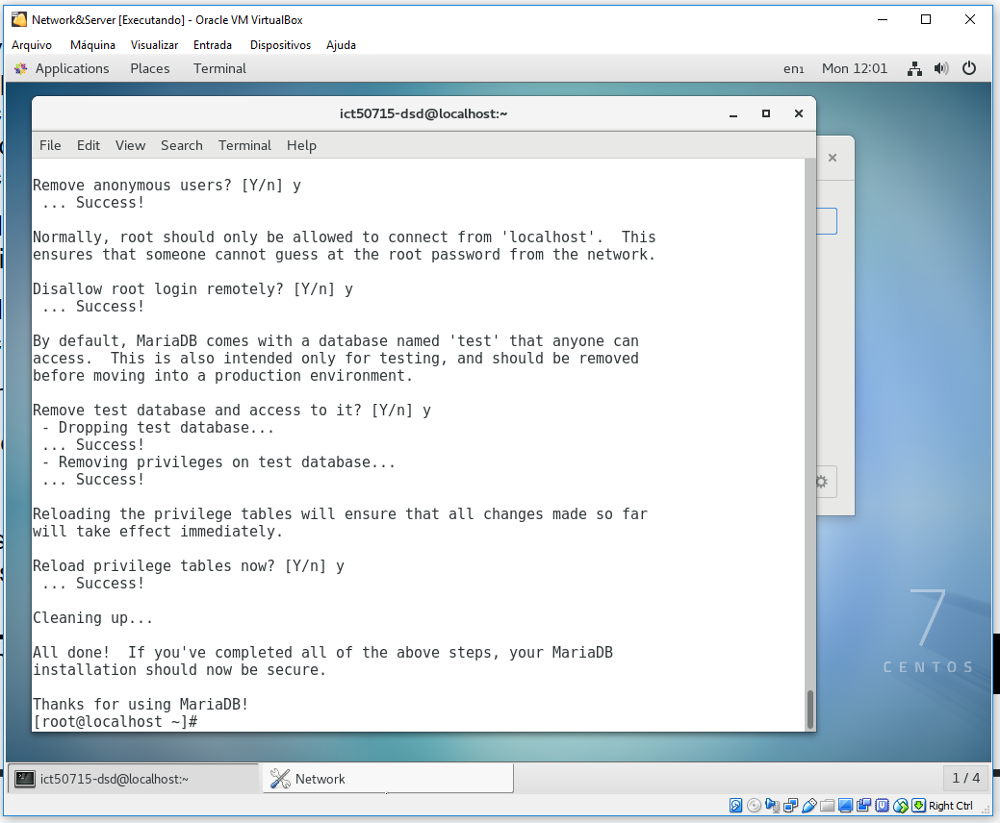 Network&Server [Executando] - Oracle VM VirtualBox
Arquivo Máquina Visualizar Entrada Dispositivos Ajuda
Applications Places Terminal en₁ Mon 12:01
ict50715-dsd@localhost:~
File Edit View Search Terminal Help
Remove anonymous users? [Y/n] y
... Success!
Normally, root should only be allowed to connect from 'localhost'.  This
ensures that someone cannot guess at the root password from the network.
Disallow root login remotely? [Y/n] y
... Success!
By default, MariaDB comes with a database named 'test' that anyone can
access.  This is also intended only for testing, and should be removed
before moving into a production environment.
Remove test database and access to it? [Y/n] y
- Dropping test database...
... Success!
- Removing privileges on test database...
... Success!
Reloading the privilege tables will ensure that all changes made so far
will take effect immediately.
Reload privilege tables now? [Y/n] y
... Success!
Cleaning up...
All done!  If you've completed all of the above steps, your MariaDB
installation should now be secure.
Thanks for using MariaDB!
[root@localhost ~]#
7
CENTOS
ict50715-dsd@localhost:~ Network 1 / 4
Right Ctrl